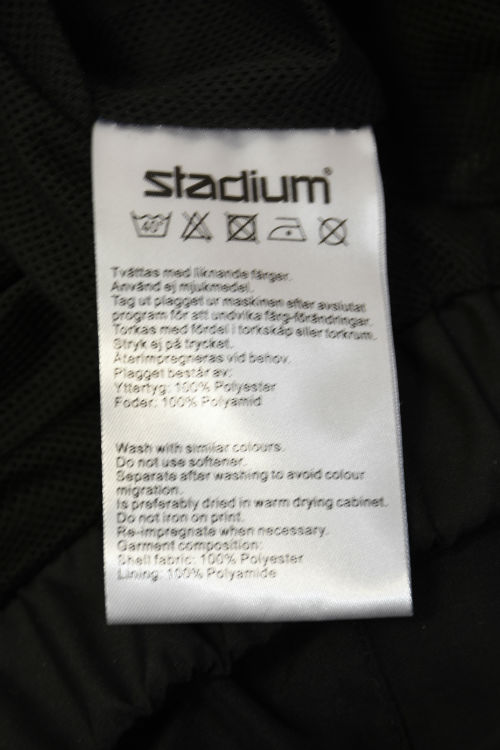 stadium
40°
Tvättas med liknande färger.
Använd ej mjukmedel.
Tag ut plagget ur maskinen efter avslutat
program för att undvika färg-förändringar.
Torkas med fördel i torkskåp eller torkrum.
Stryk ej på trycket.
Återimpregneras vid behov.
Plagget består av:
Yttertyg: 100% Polyester
Foder: 100% Polyamid
Wash with similar colours.
Do not use softener.
Separate after washing to avoid colour
migration.
Is preferably dried in warm drying cabinet.
Do not iron on print.
Re-impregnate when necessary.
Garment composition:
Shell fabric: 100% Polyester
Lining: 100% Polyamide